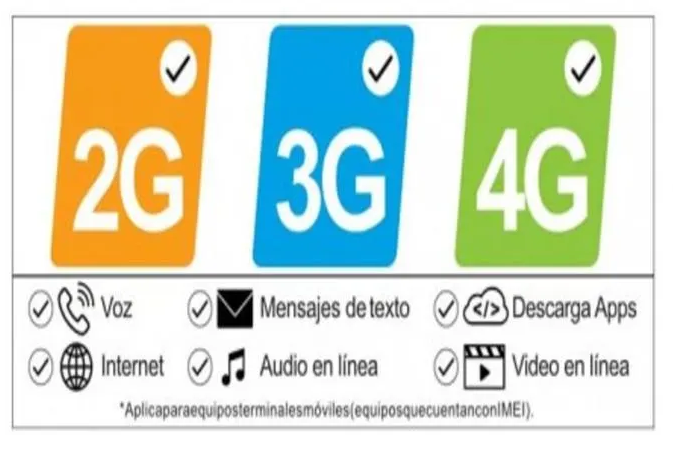 2G 3G 4G
Voz Mensajes de texto Descarga Apps
Internet Audio en línea Video en línea
*Aplicaparaequiposterminalesmóviles(equiposquecuentanconIMEI).